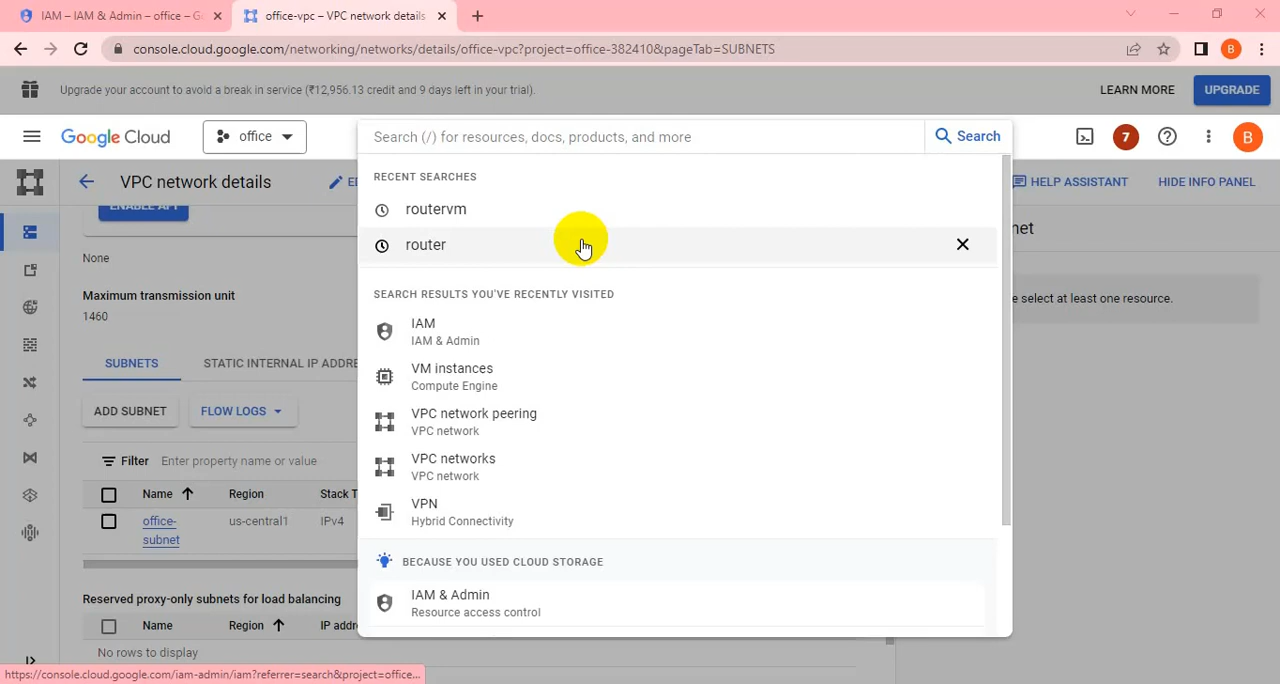 IAM – IAM & Admin – office – G
office-vpc – VPC network details
console.cloud.google.com/networking/networks/details/office-vpc?project=office-382410&pageTab=SUBNETS
B
Upgrade your account to avoid a break in service (₹12,956.13 credit and 9 days left in your trial).
LEARN MORE
UPGRADE
Google Cloud
office
Search (/) for resources, docs, products, and more
Search
7
B
VPC network details
HELP ASSISTANT
HIDE INFO PANEL
RECENT SEARCHES
routervm
router
SEARCH RESULTS YOU'VE RECENTLY VISITED
IAM
IAM & Admin
VM instances
Compute Engine
VPC network peering
VPC network
VPC networks
VPC network
VPN
Hybrid Connectivity
BECAUSE YOU USED CLOUD STORAGE
IAM & Admin
Resource access control
ENABLE API
None
Maximum transmission unit
1460
SUBNETS
STATIC INTERNAL IP ADDRE
ADD SUBNET
FLOW LOGS
Filter
Enter property name or value
Name
Region
Stack T
office-
subnet
us-central1
IPv4
Reserved proxy-only subnets for load balancing
Name
Region
IP addre
No rows to display
select at least one resource.
https://console.cloud.google.com/iam-admin/iam?referrer=search&project=office...